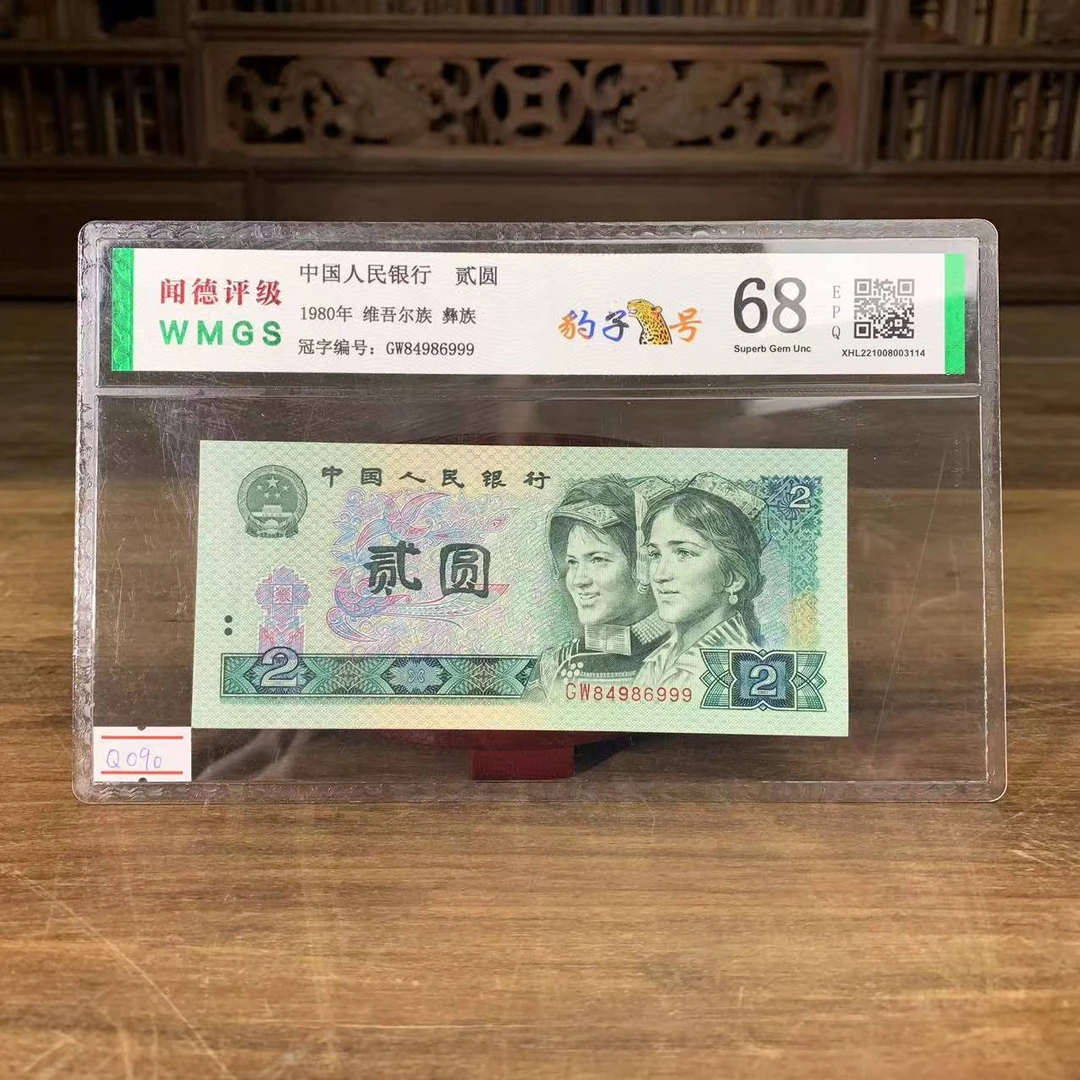 闻德评级
WMGS
中国人民银行 贰圆
1980年 维吾尔族 彝族
冠字编号：GW84986999
豹子号
68
EPQ
Superb Gem Unc
XHL221008003114
中国人民银行
2
贰圆
2
GW84986999
2
Q090